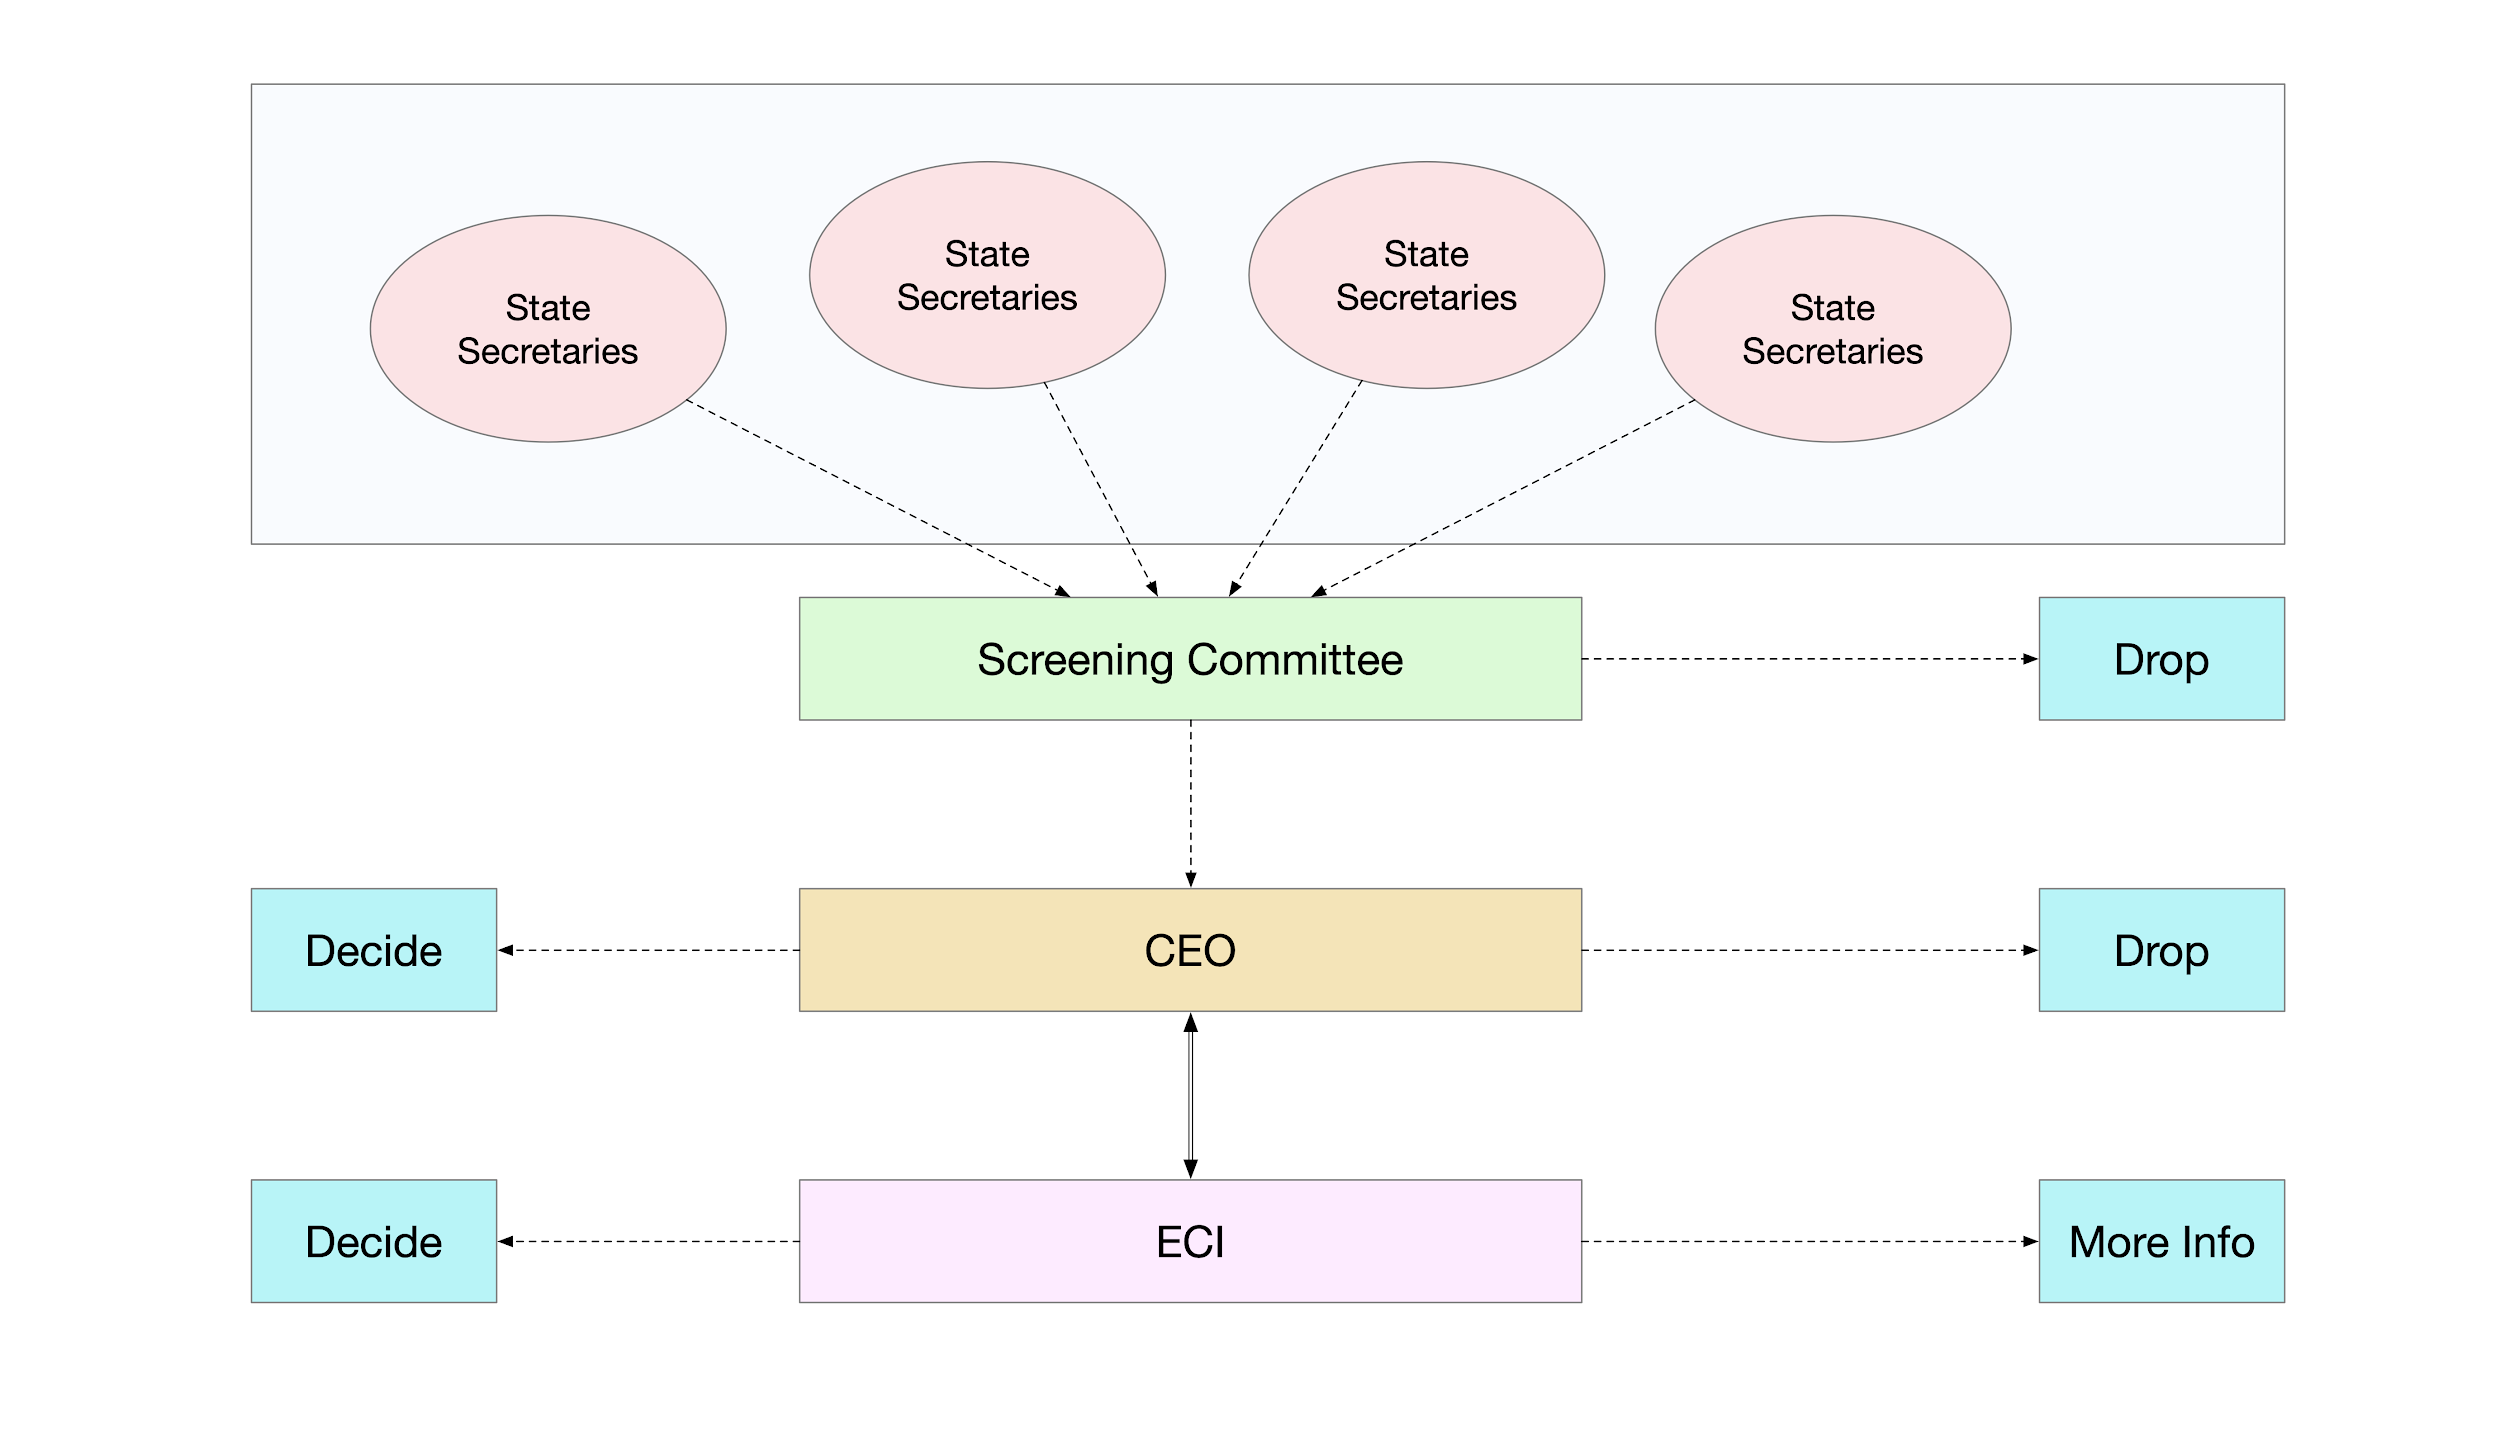 State
Secretaries
State
Secretaries
State
Secretaries
State
Secretaries
Screening Committee
Drop
Decide
CEO
Drop
Decide
ECI
More Info